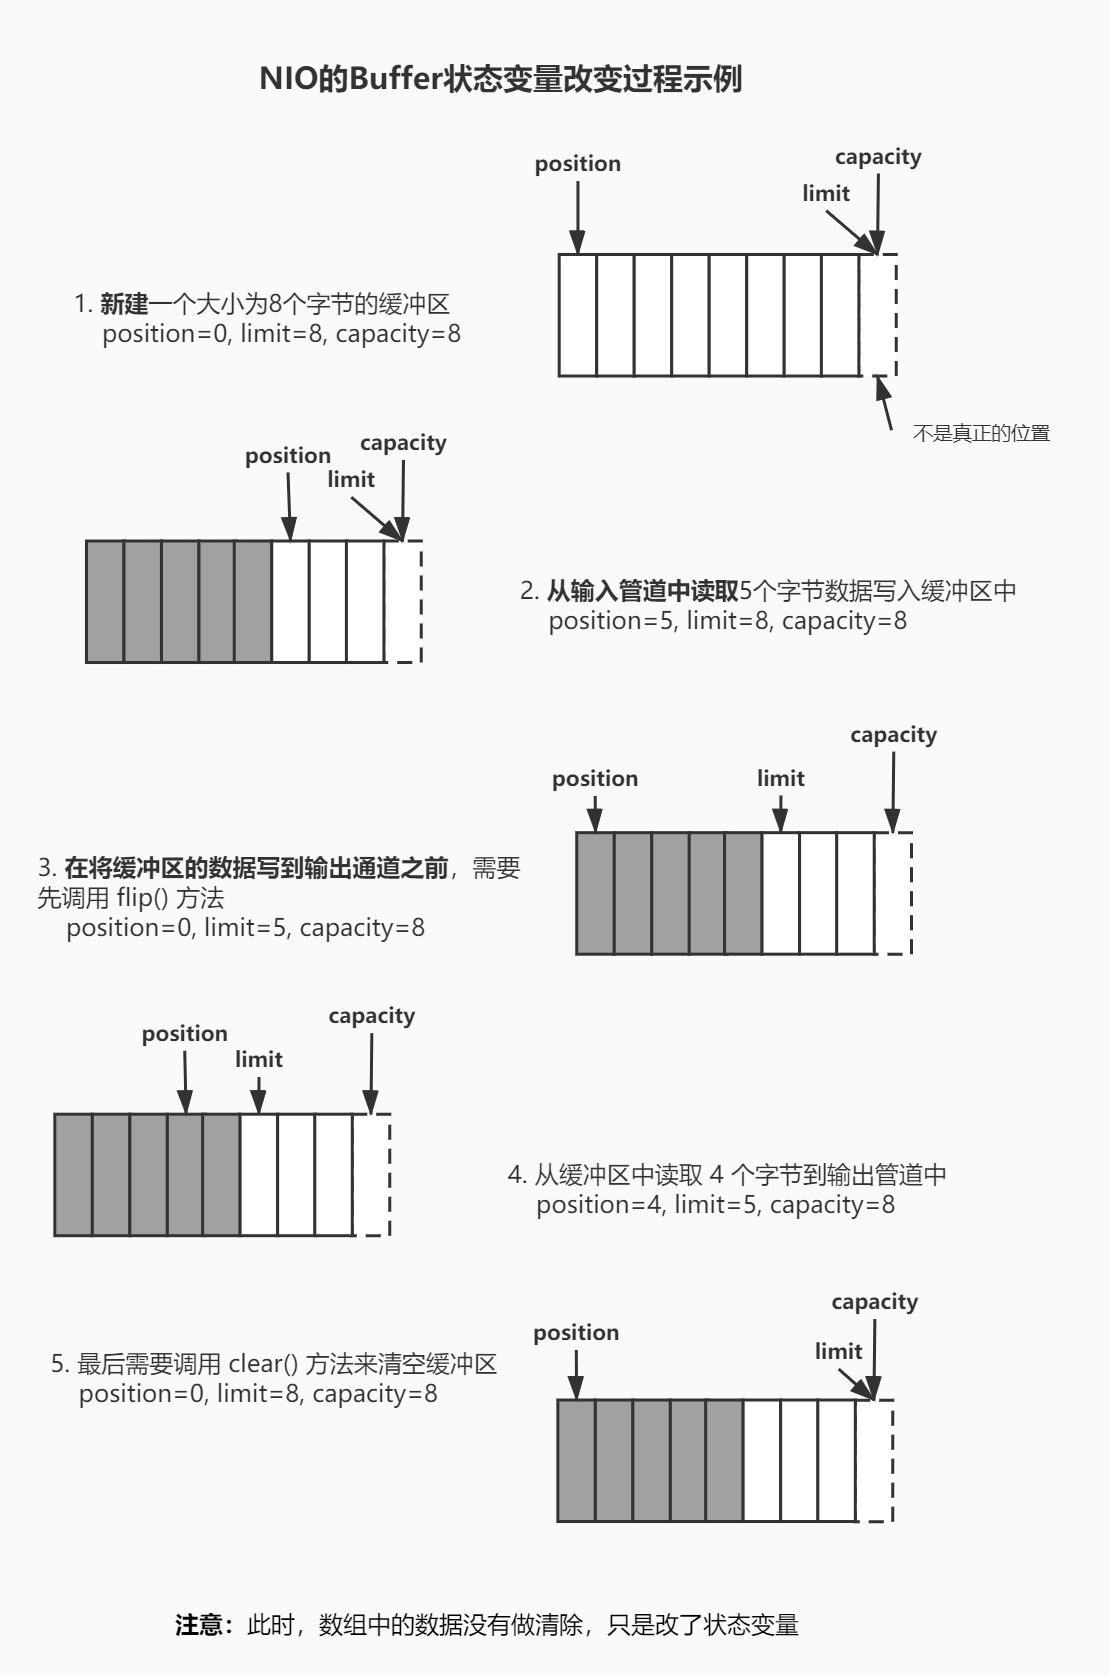 NIO的Buffer状态变量改变过程示例
position
capacity
limit
1. 新建一个大小为8个字节的缓冲区
position=0, limit=8, capacity=8
不是真正的位置
position
capacity
limit
2. 从输入管道中读取5个字节数据写入缓冲区中
position=5, limit=8, capacity=8
position
limit
capacity
3. 在将缓冲区的数据写到输出通道之前，需要
先调用 flip() 方法
position=0, limit=5, capacity=8
position
limit
capacity
4. 从缓冲区中读取 4 个字节到输出管道中
position=4, limit=5, capacity=8
position
capacity
limit
5. 最后需要调用 clear() 方法来清空缓冲区
position=0, limit=8, capacity=8
注意：此时，数组中的数据没有做清除，只是改了状态变量